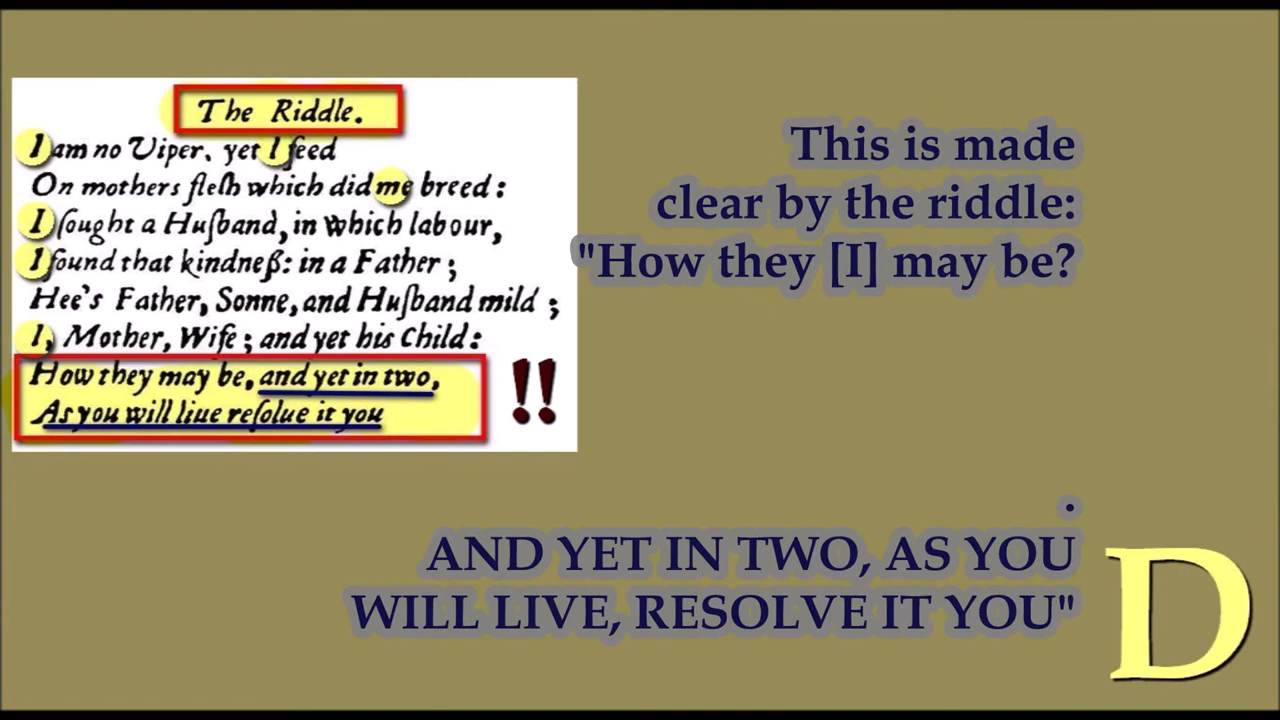 The Riddle.
I am no Viper. yet I feed
On mothers fleſh which did me breed:
I ſought a Huſband, in which labour,
I found that kindneß: in a Father;
Hee's Father, Sonne, and Huſband mild;
I, Mother, Wife; and yet his Child:
How they may be, and yet in two,
As you will liue reſolue it you
!!
This is made
clear by the riddle:
"How they [I] may be?
.
AND YET IN TWO, AS YOU
WILL LIVE, RESOLVE IT YOU"
D